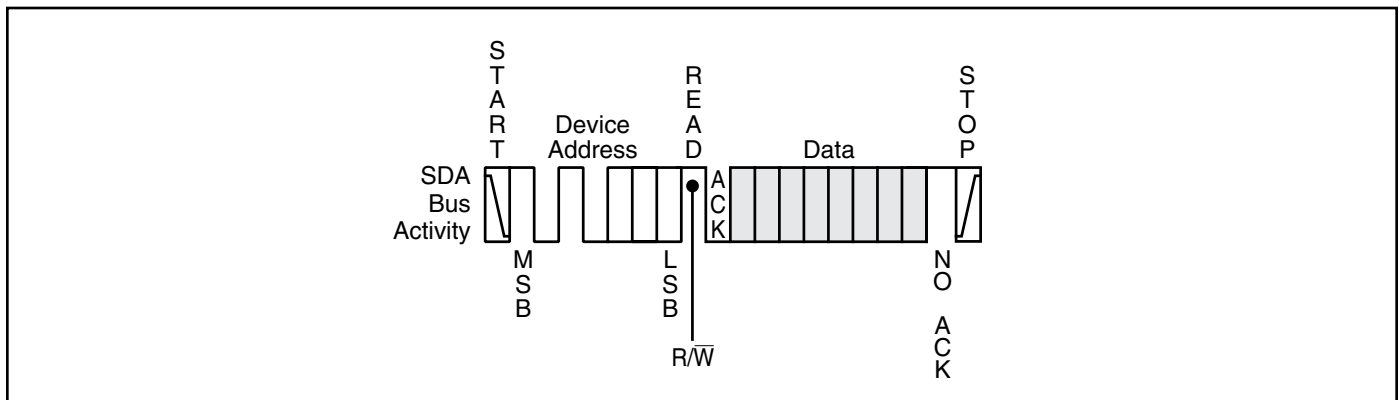 START
Device
Address
READ
Data
STOP
SDA
Bus
Activity
ACK
MSB
LSB
NO ACK
R/W̅